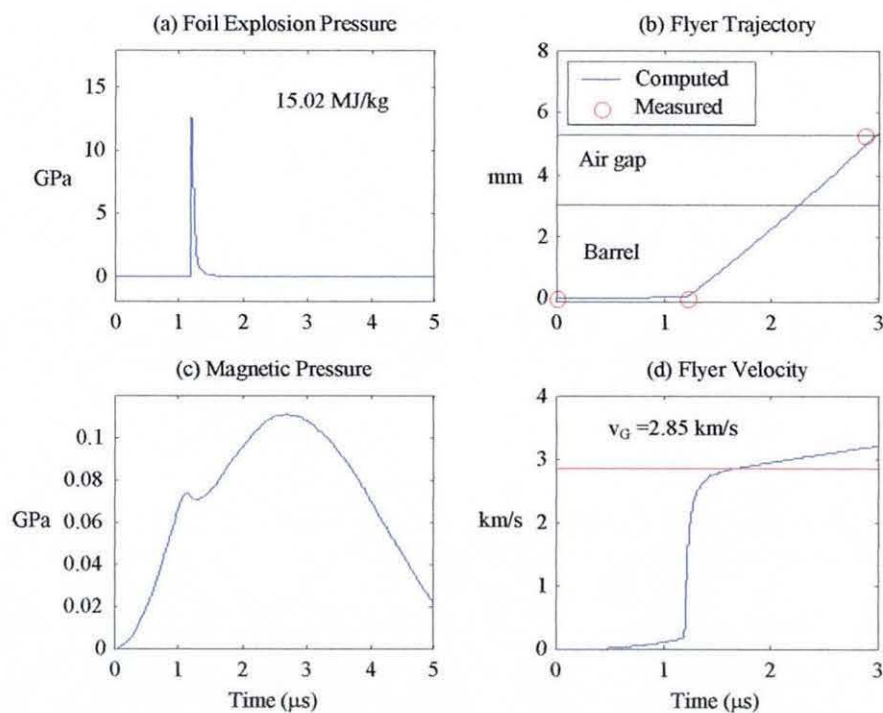 (a) Foil Explosion Pressure
15
10
5
0
GPa
15.02 MJ/kg
0 1 2 3 4 5
(b) Flyer Trajectory
8
6
4
2
0
mm
Computed
Measured
Air gap
Barrel
0 1 2 3
(c) Magnetic Pressure
0.1
0.08
0.06
0.04
0.02
0
GPa
0 1 2 3 4 5
Time (μs)
(d) Flyer Velocity
4
3
2
1
0
km/s
v_G =2.85 km/s
0 1 2 3
Time (μs)